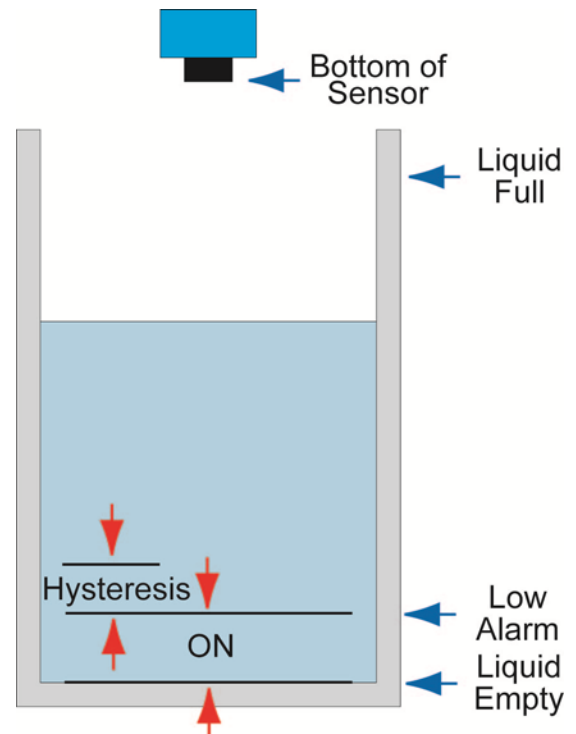 Bottom of
Sensor
Liquid
Full
Hysteresis
Low
Alarm
ON
Liquid
Empty